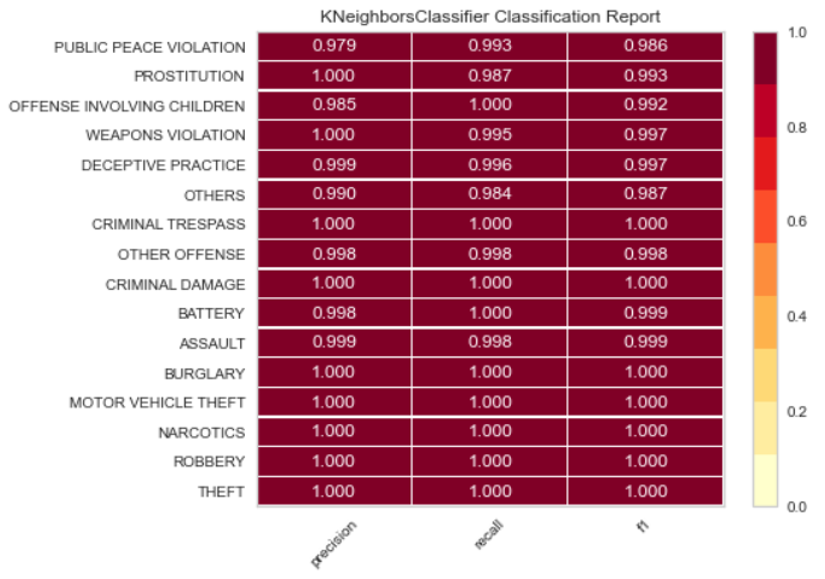 KNeighborsClassifier Classification Report
PUBLIC PEACE VIOLATION 0.979 0.993 0.986
PROSTITUTION 1.000 0.987 0.993
OFFENSE INVOLVING CHILDREN 0.985 1.000 0.992
WEAPONS VIOLATION 1.000 0.995 0.997
DECEPTIVE PRACTICE 0.999 0.996 0.997
OTHERS 0.990 0.984 0.987
CRIMINAL TRESPASS 1.000 1.000 1.000
OTHER OFFENSE 0.998 0.998 0.998
CRIMINAL DAMAGE 1.000 1.000 1.000
BATTERY 0.998 1.000 0.999
ASSAULT 0.999 0.998 0.999
BURGLARY 1.000 1.000 1.000
MOTOR VEHICLE THEFT 1.000 1.000 1.000
NARCOTICS 1.000 1.000 1.000
ROBBERY 1.000 1.000 1.000
THEFT 1.000 1.000 1.000
precision recall f1
1.0
0.8
0.6
0.4
0.2
0.0